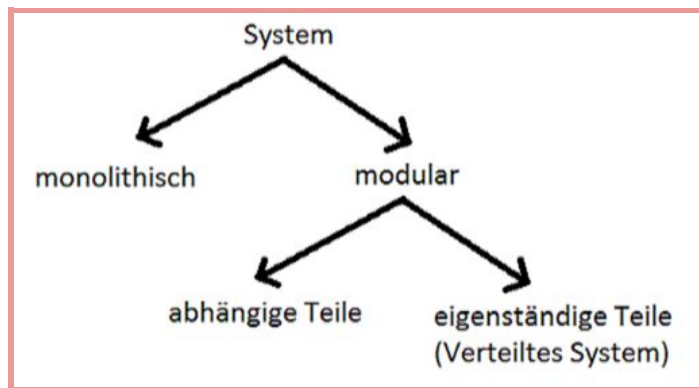 System
monolithisch
modular
abhängige Teile
eigenständige Teile
(Verteiltes System)